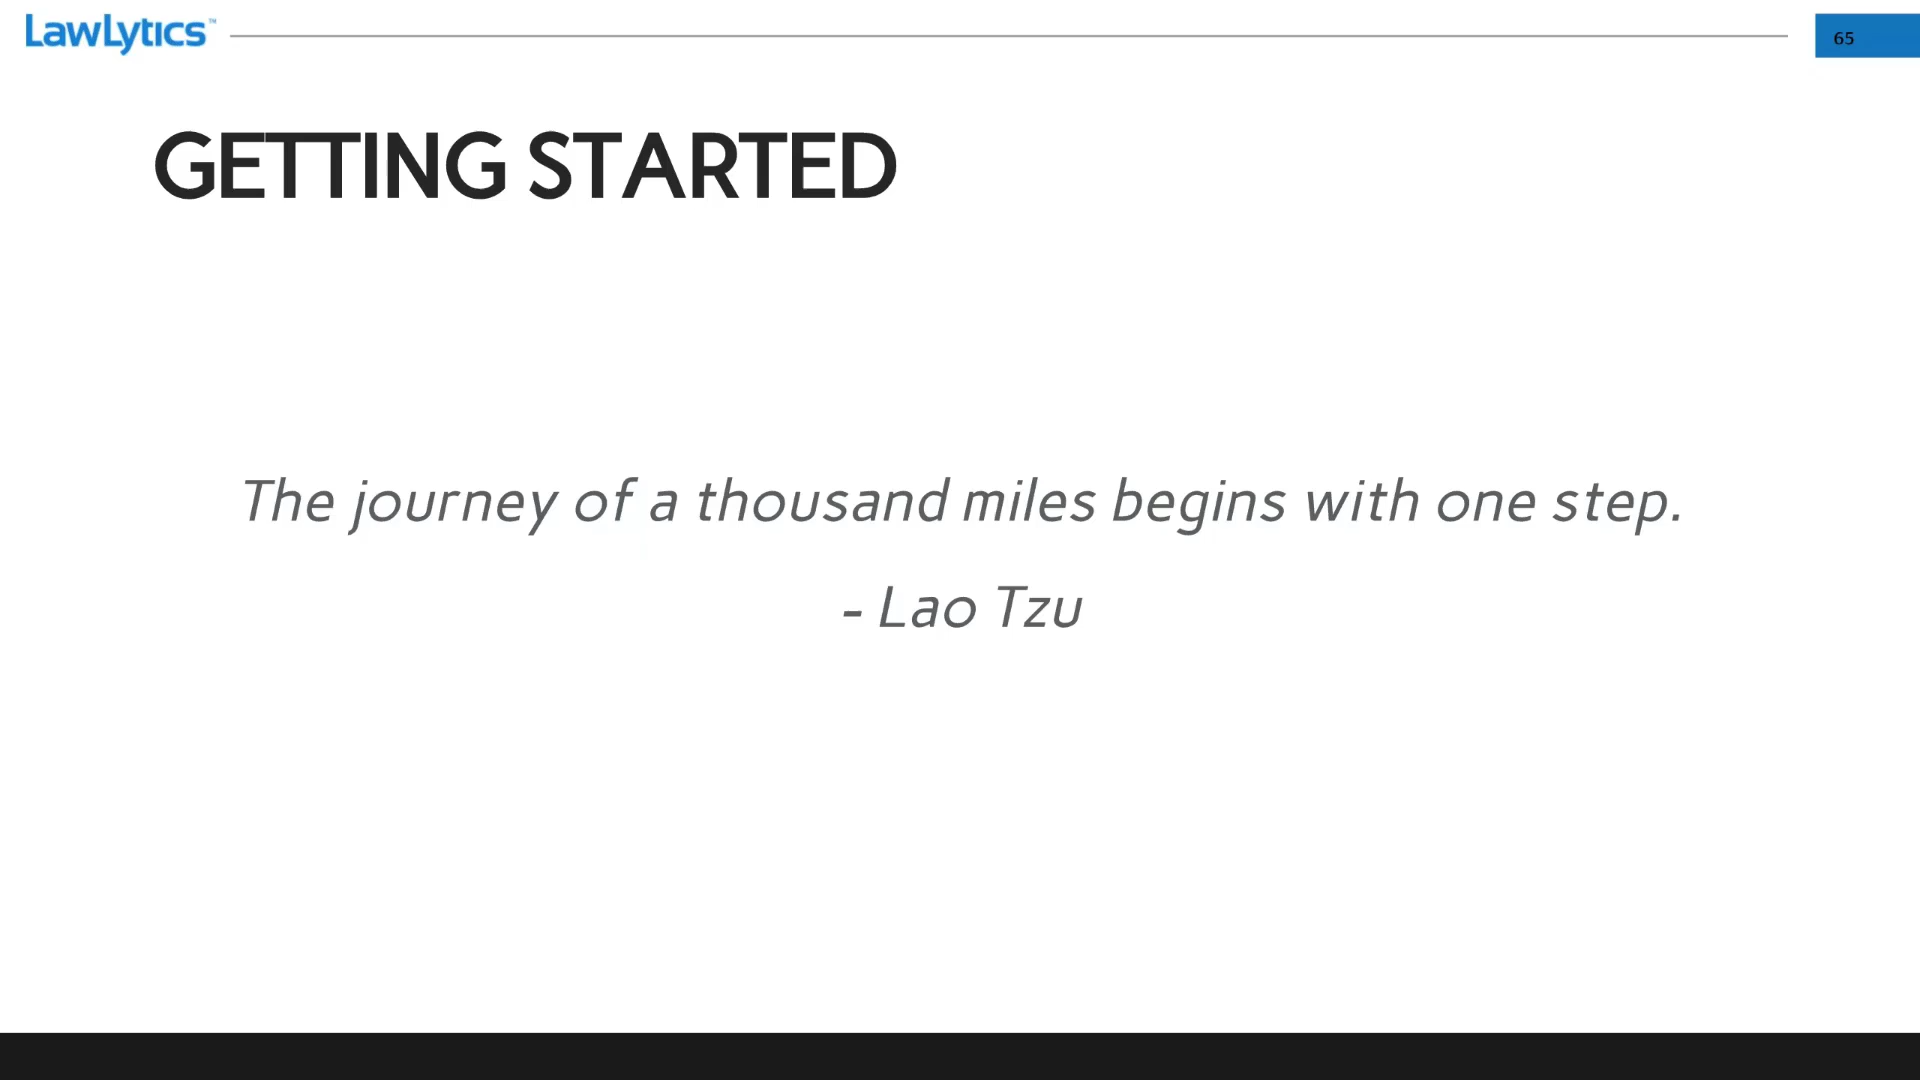 LawLytics™
65
GETTING STARTED
The journey of a thousand miles begins with one step.
- Lao Tzu